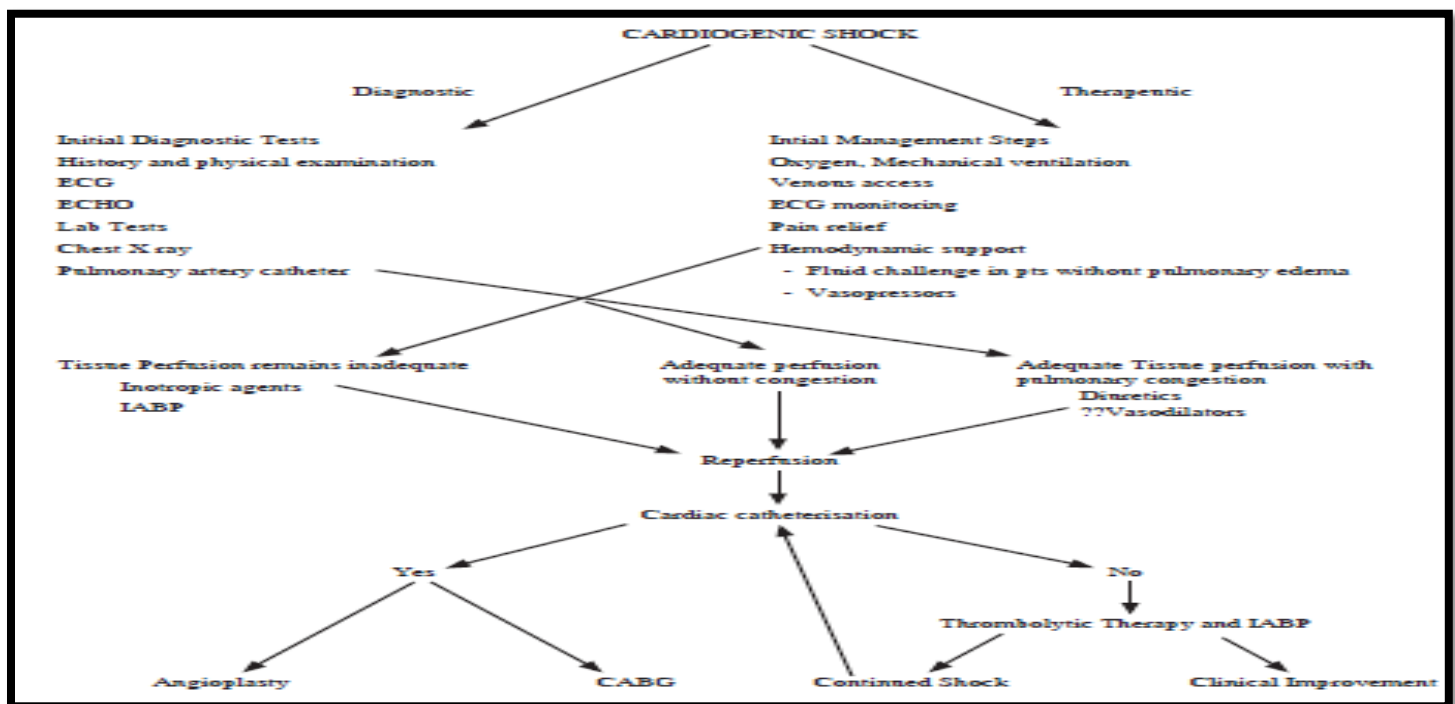 CARDIOGENIC SHOCK
Diagnostic
Therapeutic
Initial Diagnostic Tests
History and physical examination
ECG
ECHO
Lab Tests
Chest X ray
Pulmonary artery catheter
Intial Management Steps
Oxygen, Mechanical ventilation
Venous access
ECG monitoring
Pain relief
Hemodynamic support
- Fluid challenge in pts without pulmonary edema
- Vasopressors
Tissue Perfusion remains inadequate
Inotropic agents
IABP
Adequate perfusion
without congestion
Adequate Tissue perfusion with
pulmonary congestion
Diuretics
??Vasodilators
Reperfusion
Cardiac catheterisation
Yes
No
Thrombolytic Therapy and IABP
Angioplasty
CABG
Continued Shock
Clinical Improvement